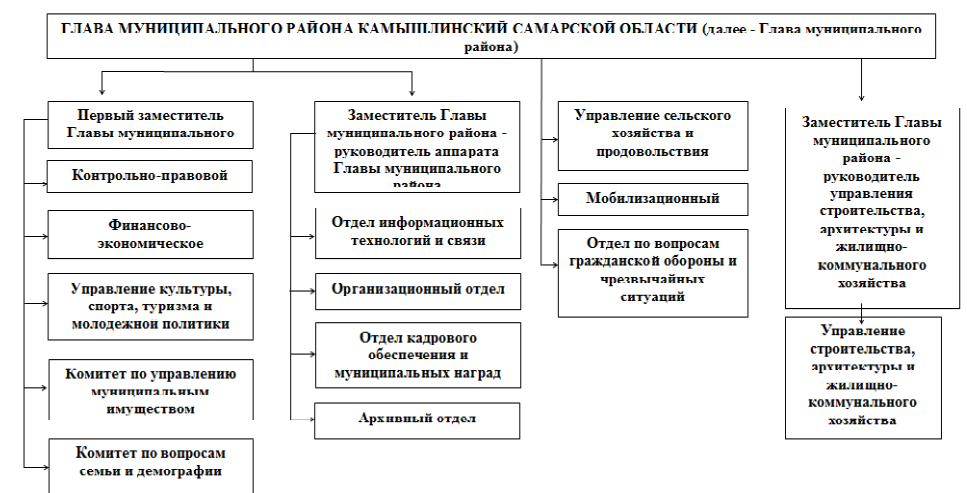 ГЛАВА МУНИЦИПАЛЬНОГО РАЙОНА КАМЫШЛИНСКИЙ САМАРСКОЙ ОБЛАСТИ (далее - Глава муниципального
района)
Первый заместитель
Главы муниципального
Контрольно-правовой
Финансово-
экономическое
Управление культуры,
спорта, туризма и
молодежной политики
Комитет по управлению
муниципальным
имуществом
Комитет по вопросам
семьи и демографии
Заместитель Главы
муниципального района -
руководитель аппарата
Главы муниципального
района
Отдел информационных
технологий и связи
Организационный отдел
Отдел кадрового
обеспечения и
муниципальных наград
Архивный отдел
Управление сельского
хозяйства и
продовольствия
Мобилизационный
Отдел по вопросам
гражданской обороны и
чрезвычайных
ситуаций
Заместитель Главы
муниципального
района -
руководитель
управления
строительства,
архитектуры и
жилищно-
коммунального
хозяйства
Управление
строительства,
архитектуры и
жилищно-
коммунального
хозяйства